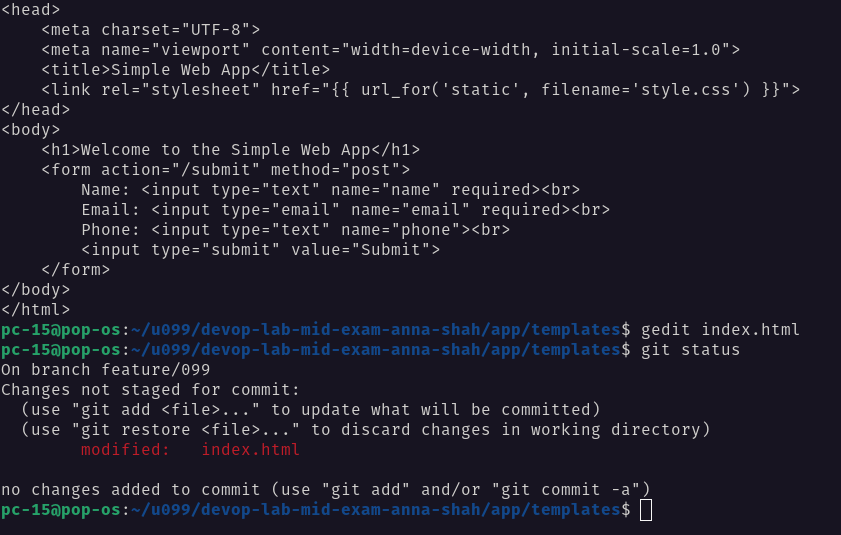 <head>
    <meta charset="UTF-8">
    <meta name="viewport" content="width=device-width, initial-scale=1.0">
    <title>Simple Web App</title>
    <link rel="stylesheet" href="{{ url_for('static', filename='style.css') }}">
</head>
<body>
    <h1>Welcome to the Simple Web App</h1>
    <form action="/submit" method="post">
        Name: <input type="text" name="name" required><br>
        Email: <input type="email" name="email" required><br>
        Phone: <input type="text" name="phone"><br>
        <input type="submit" value="Submit">
    </form>
</body>
</html>
pc-15@pop-os:~/u099/devop-lab-mid-exam-anna-shah/app/templates$ gedit index.html
pc-15@pop-os:~/u099/devop-lab-mid-exam-anna-shah/app/templates$ git status
On branch feature/099
Changes not staged for commit:
  (use "git add <file>..." to update what will be committed)
  (use "git restore <file>..." to discard changes in working directory)
        modified:   index.html

no changes added to commit (use "git add" and/or "git commit -a")
pc-15@pop-os:~/u099/devop-lab-mid-exam-anna-shah/app/templates$